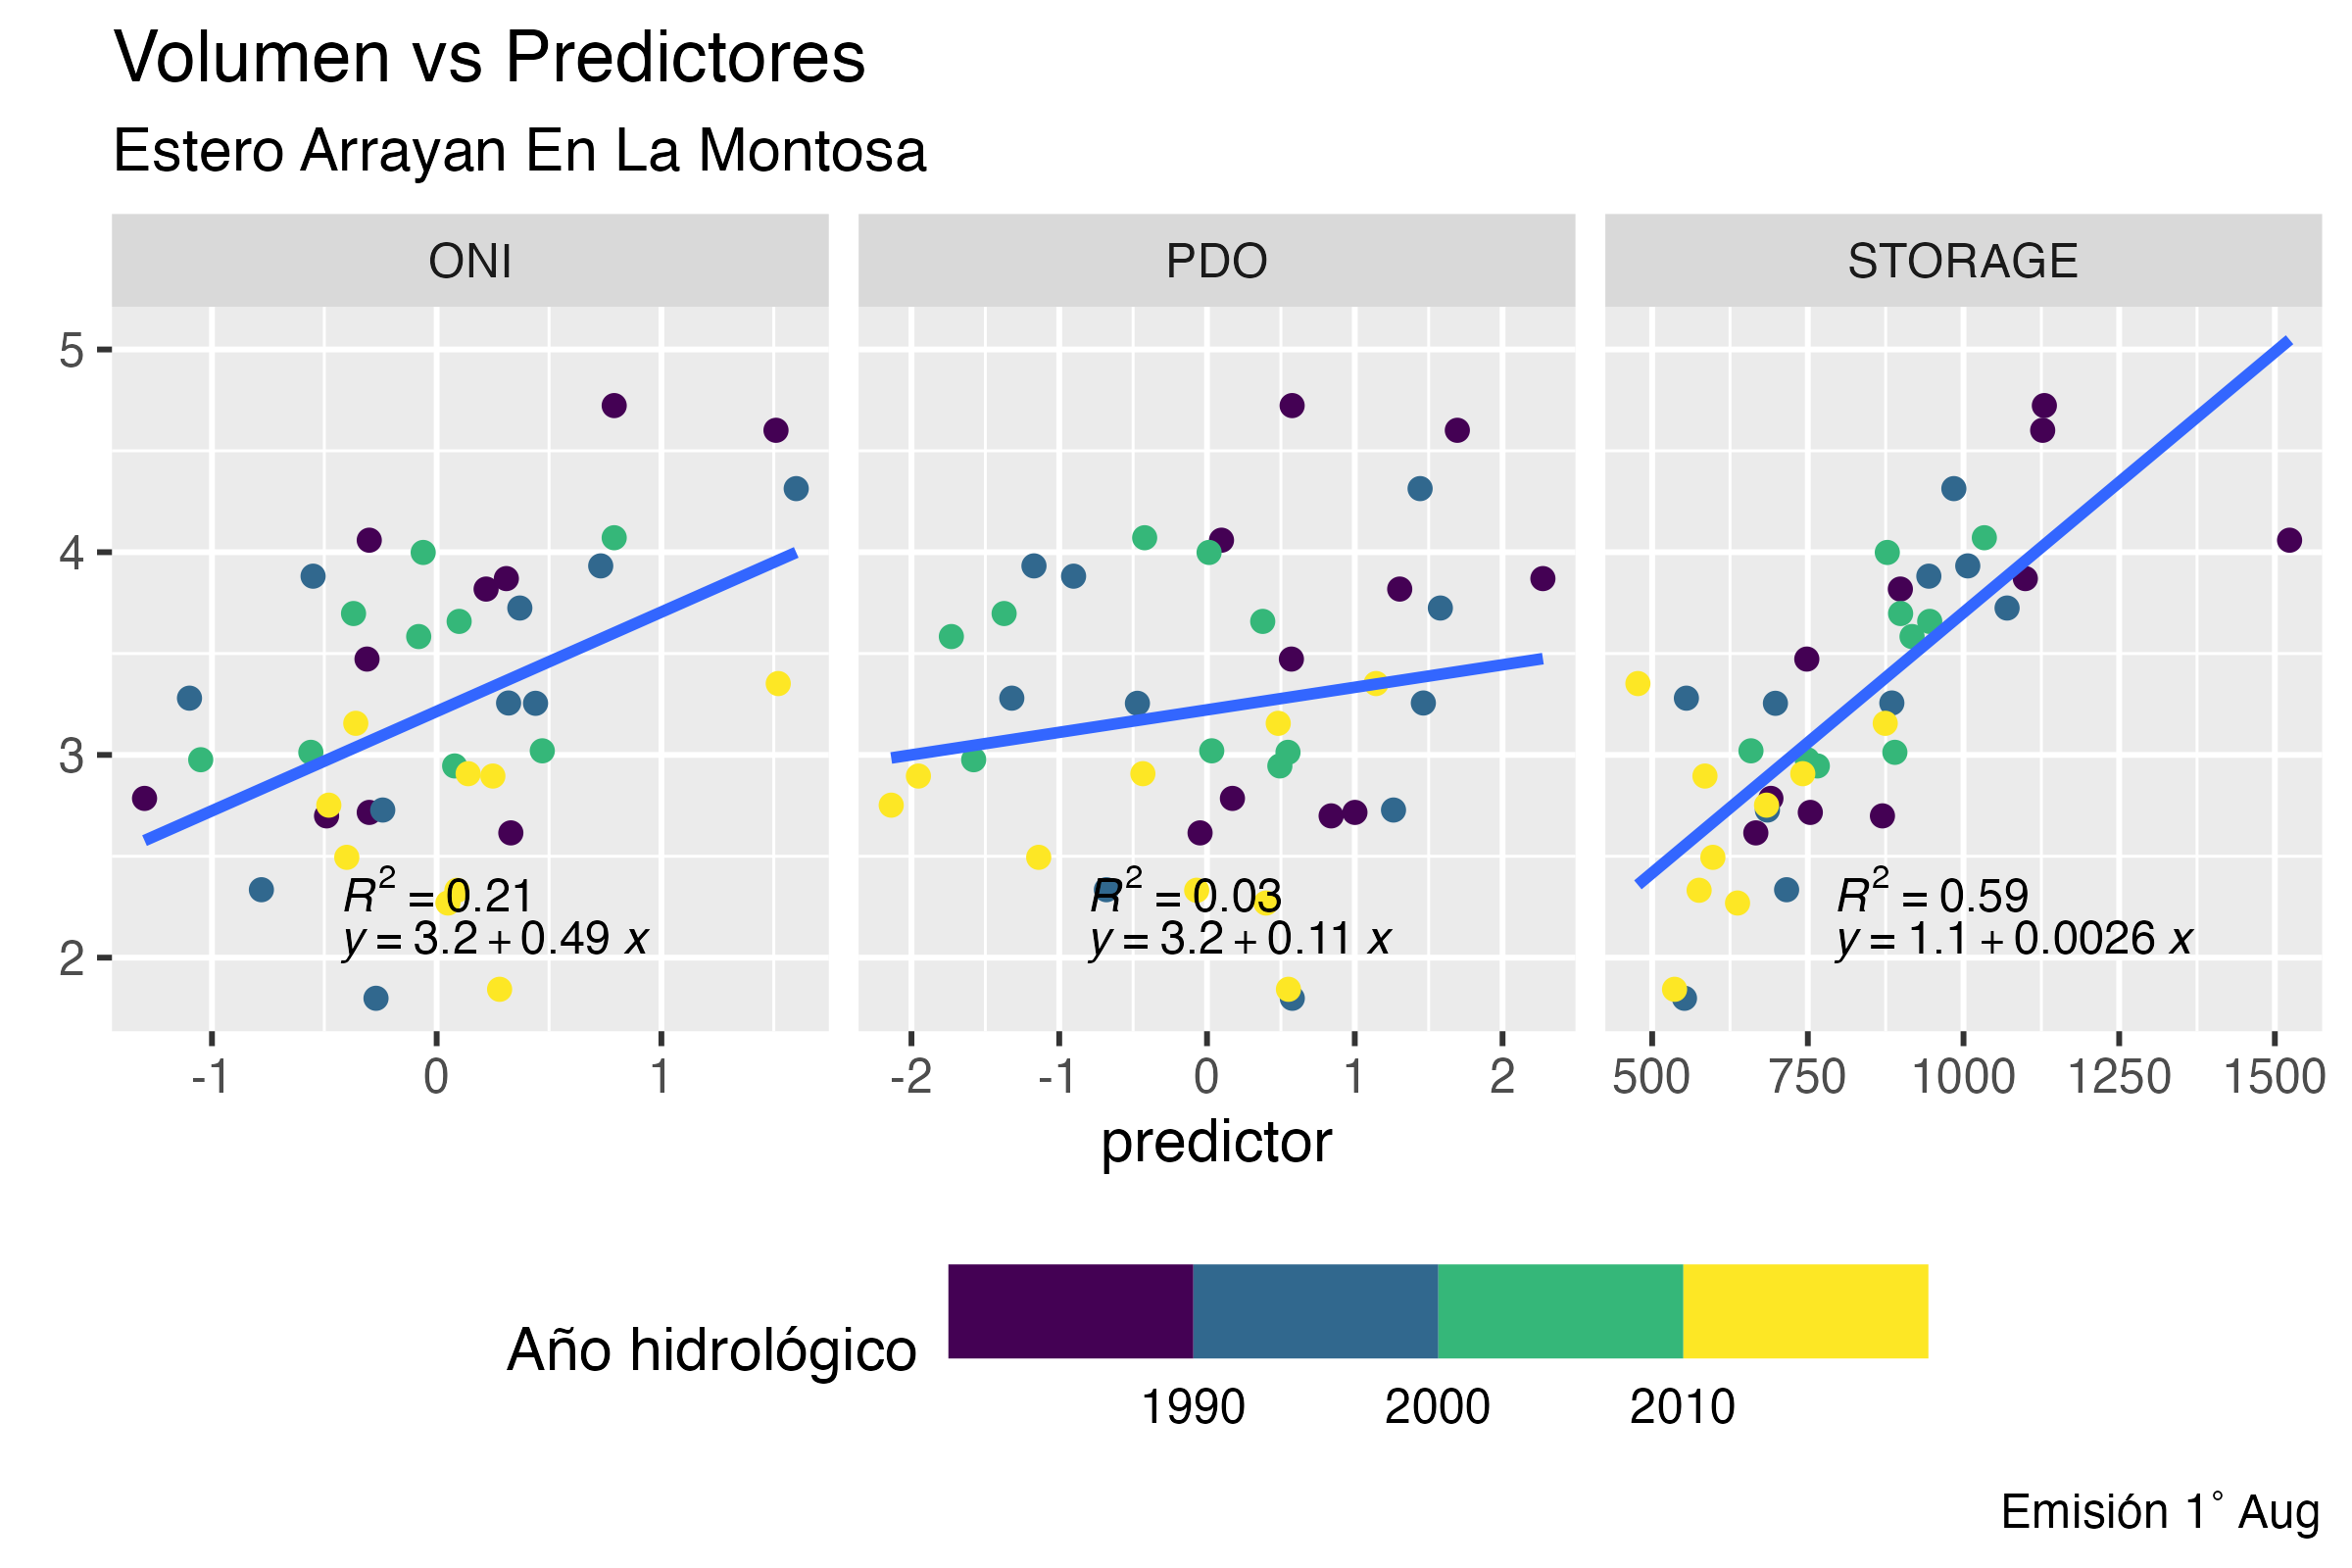 Volumen vs Predictores
Estero Arrayan En La Montosa
ONI PDO STORAGE
5
4
3
2
R² = 0.21
y = 3.2 + 0.49 x
R² = 0.03
y = 3.2 + 0.11 x
R² = 0.59
y = 1.1 + 0.0026 x
-1 0 1 -2 -1 0 1 2 500 750 1000 1250 1500
predictor
Año hidrológico
1990 2000 2010
Emisión 1° Aug